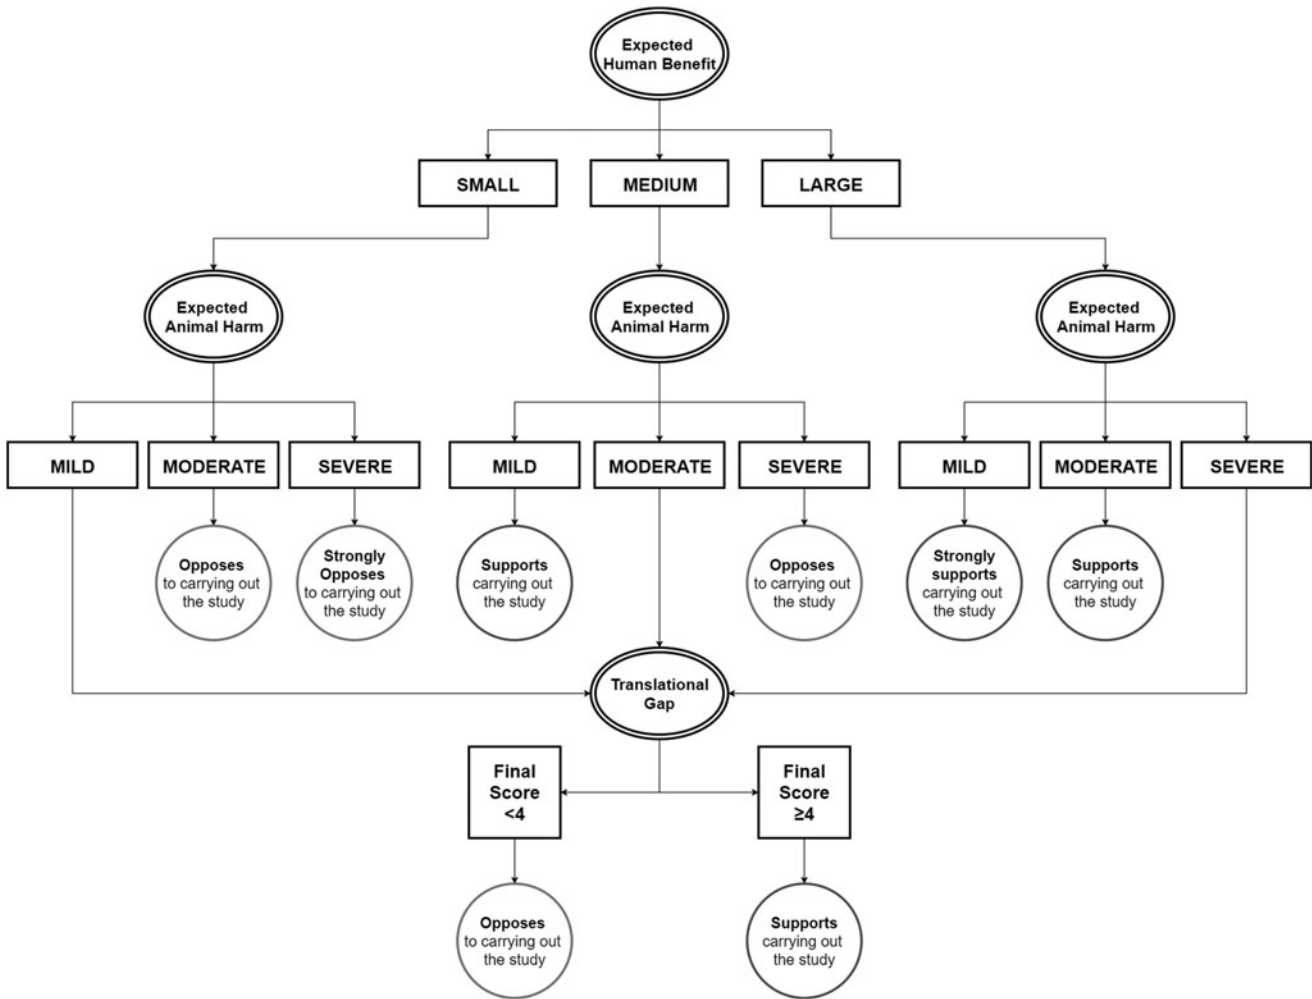 Expected
Human Benefit
SMALL
MEDIUM
LARGE
Expected
Animal Harm
Expected
Animal Harm
Expected
Animal Harm
MILD
MODERATE
SEVERE
MILD
MODERATE
SEVERE
MILD
MODERATE
SEVERE
Opposes
to carrying out
the study
Strongly
Opposes
to carrying out
the study
Supports
carrying out
the study
Opposes
to carrying out
the study
Strongly
supports
carrying out
the study
Supports
carrying out
the study
Translational
Gap
Final
Score
<4
Final
Score
≥4
Opposes
to carrying out
the study
Supports
carrying out
the study